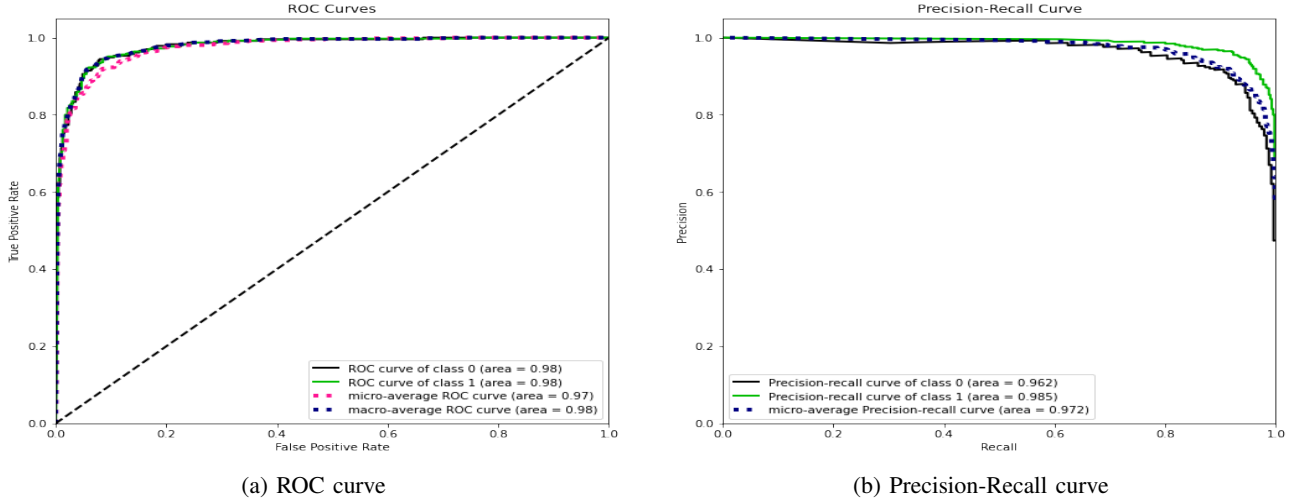 ROC Curves
1.0
0.8
0.6
0.4
0.2
0.0
True Positive Rate
ROC curve of class 0 (area = 0.98)
ROC curve of class 1 (area = 0.98)
micro-average ROC curve (area = 0.97)
macro-average ROC curve (area = 0.98)
0.0 0.2 0.4 0.6 0.8 1.0
False Positive Rate
(a) ROC curve
Precision-Recall Curve
1.0
0.8
0.6
0.4
0.2
0.0
Precision
Precision-recall curve of class 0 (area = 0.962)
Precision-recall curve of class 1 (area = 0.985)
micro-average Precision-recall curve (area = 0.972)
0.0 0.2 0.4 0.6 0.8 1.0
Recall
(b) Precision-Recall curve